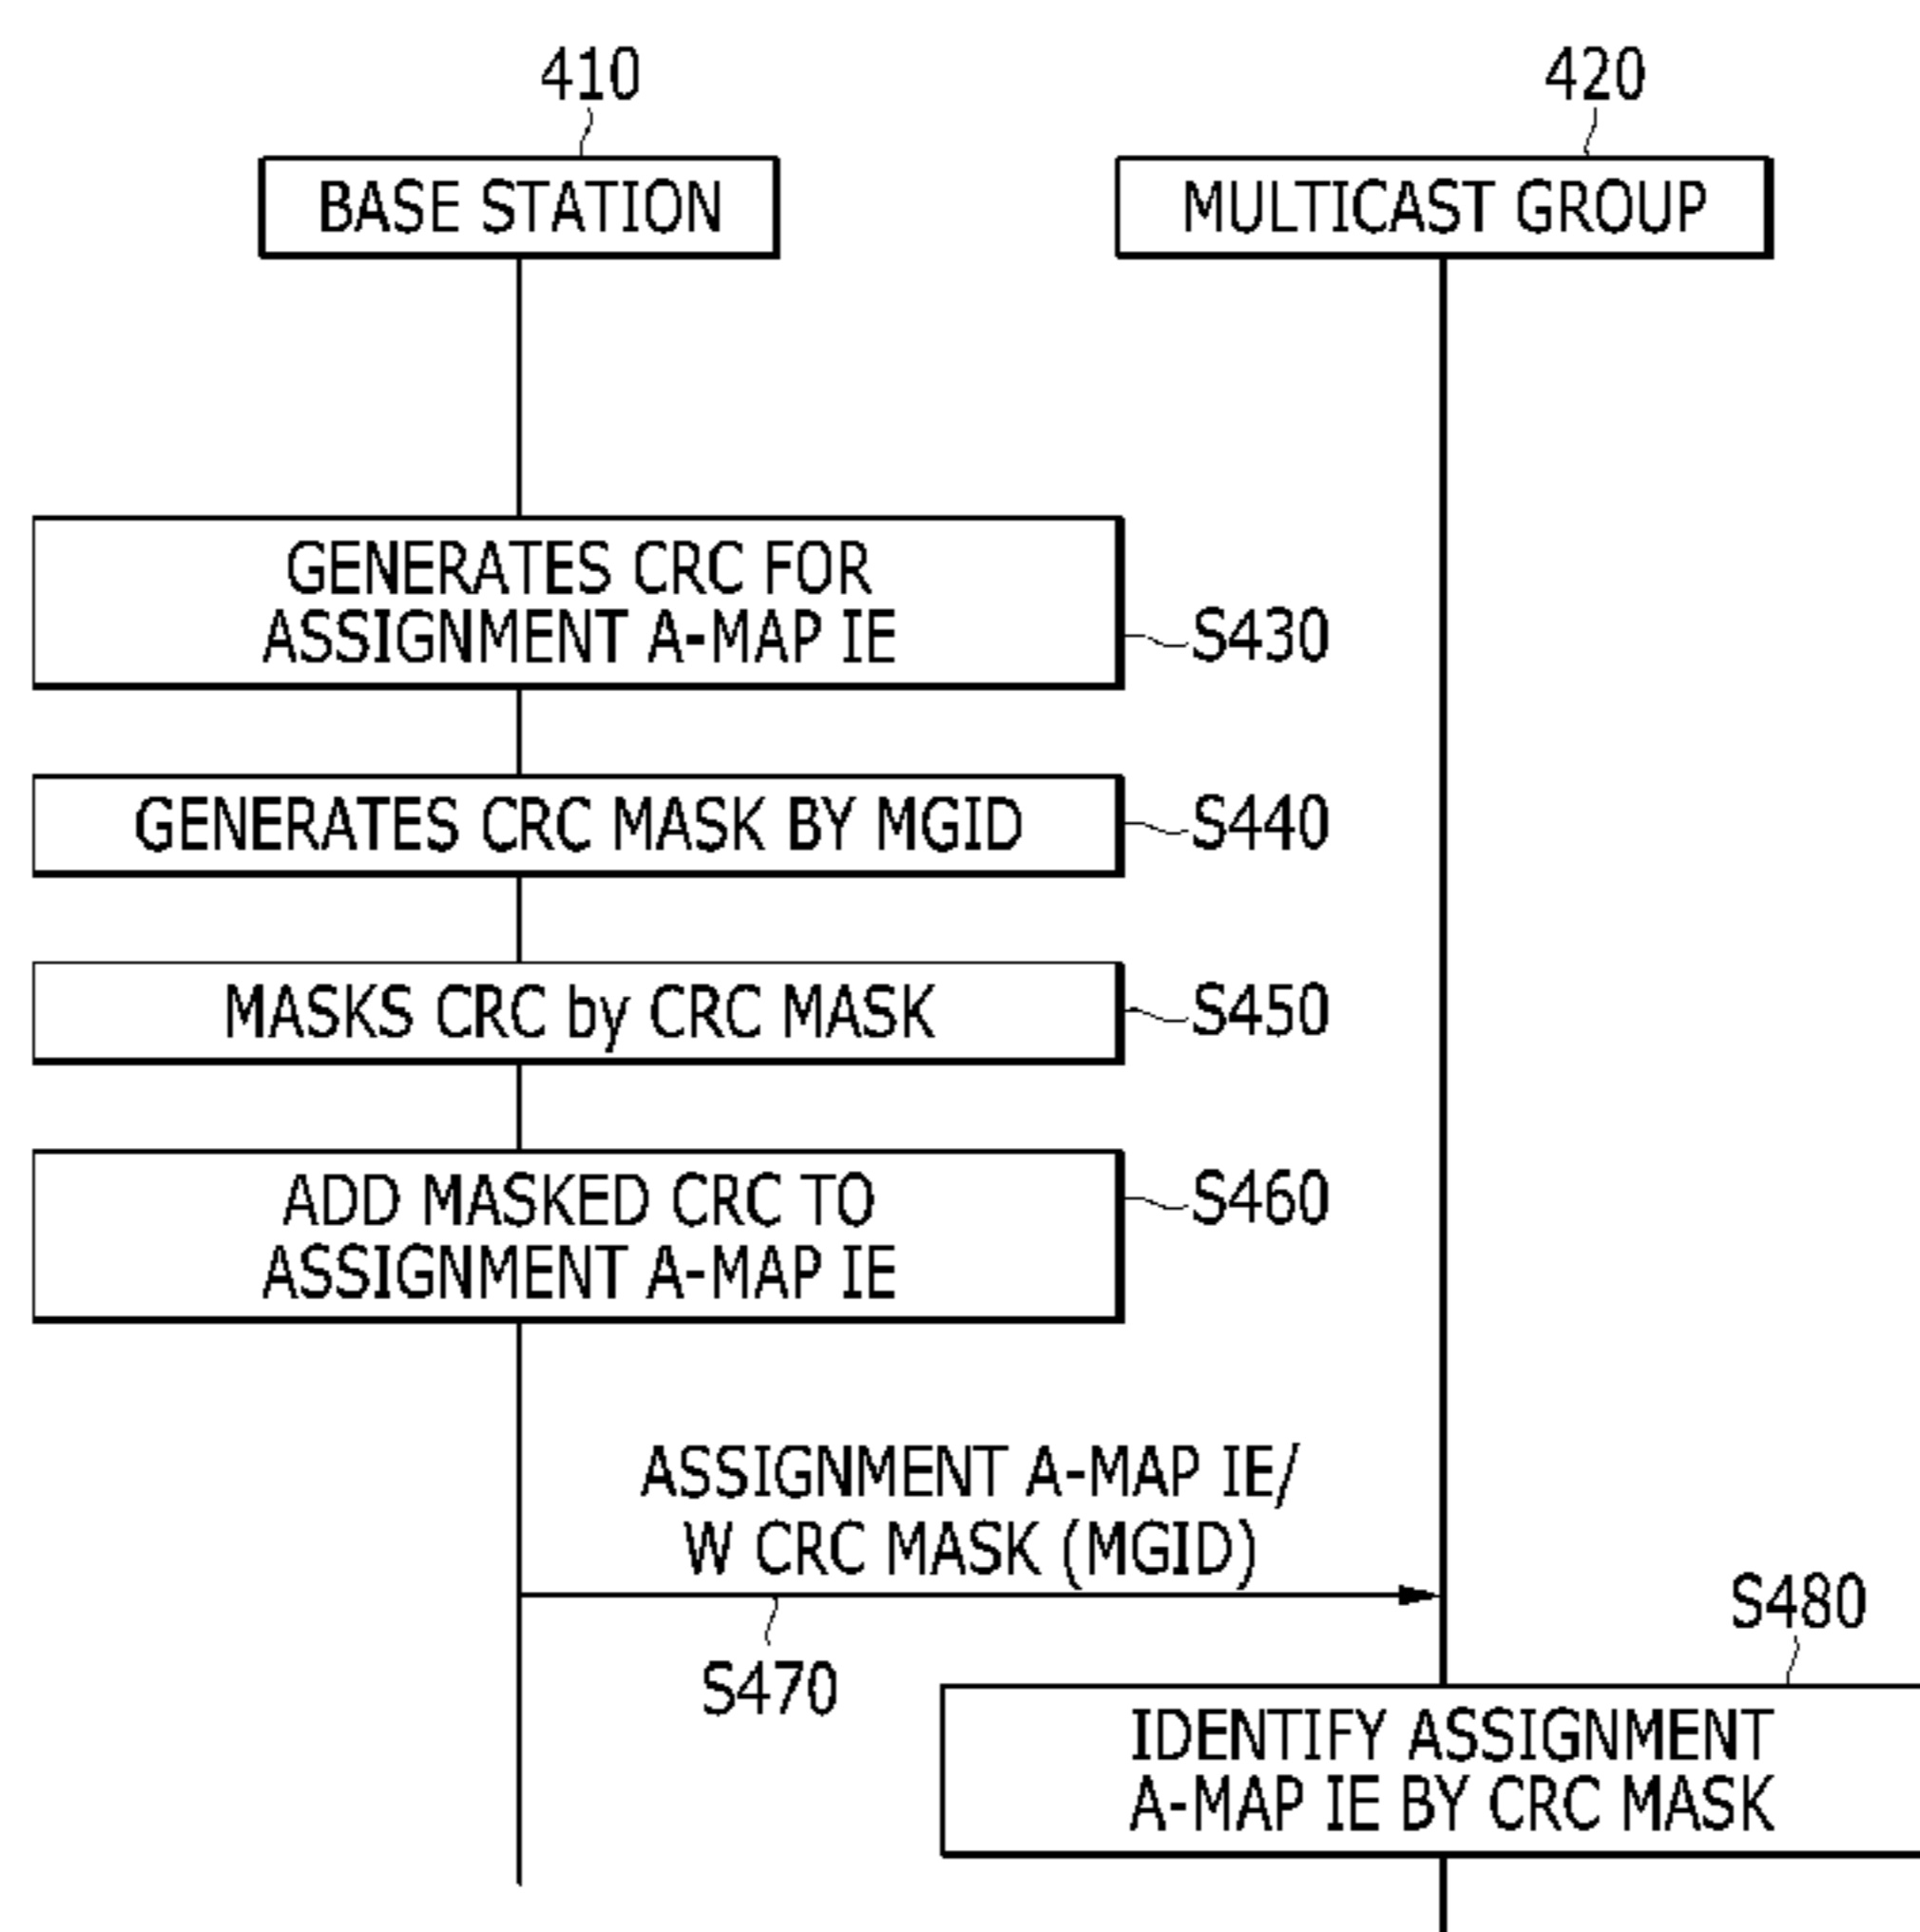 410
420
BASE STATION
MULTICAST GROUP
GENERATES CRC FOR
ASSIGNMENT A-MAP IE
S430
GENERATES CRC MASK BY MGID
S440
MASKS CRC by CRC MASK
S450
ADD MASKED CRC TO
ASSIGNMENT A-MAP IE
S460
ASSIGNMENT A-MAP IE/
W CRC MASK (MGID)
S470
S480
IDENTIFY ASSIGNMENT
A-MAP IE BY CRC MASK